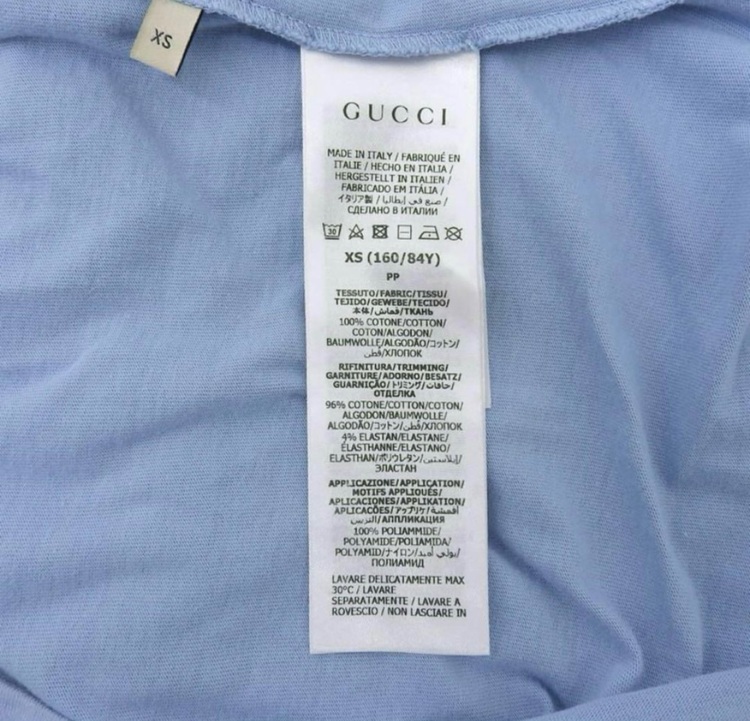 XS
GUCCI
MADE IN ITALY / FABRIQUÉ EN
ITALIE / HECHO EN ITALIA /
HERGESTELLT IN ITALIEN /
FABRICADO EM ITÁLIA /
イタリア製 / صنع في إيطاليا /
СДЕЛАНО В ИТАЛИИ
30
XS (160/84Y)
PP
TESSUTO/FABRIC/TISSU/
TEJIDO/GEWEBE/TECIDO/
本体/قماش/ТКАНЬ
100% COTONE/COTTON/
COTON/ALGODON/
BAUMWOLLE/ALGODÃO/コットン/
قطن/ХЛОПОК
RIFINITURA/TRIMMING/
GARNITURE/ADORNO/BESATZ/
GUARNIÇÃO/トリミング/حافات/
ОТДЕЛКА
96% COTONE/COTTON/COTON/
ALGODON/BAUMWOLLE/
ALGODÃO/コットン/قطن/ХЛОПОК
4% ELASTAN/ELASTANE/
ÉLASTHANNE/ELASTANO/
ELASTHAN/ポリウレタン/إيلاستين/
ЭЛАСТАН
APPLICAZIONE/APPLICATION/
MOTIFS APPLIQUÉS/
APLICACIONES/APPLIKATION/
APLICACÕES/アップリケ/أقمشة
التزيين/АППЛИКАЦИЯ
100% POLIAMMIDE/
POLYAMIDE/POLIAMIDA/
POLYAMID/ナイロン/بولي أميد/
ПОЛИАМИД
LAVARE DELICATAMENTE MAX
30°C / LAVARE
SEPARATAMENTE / LAVARE A
ROVESCIO / NON LASCIARE IN